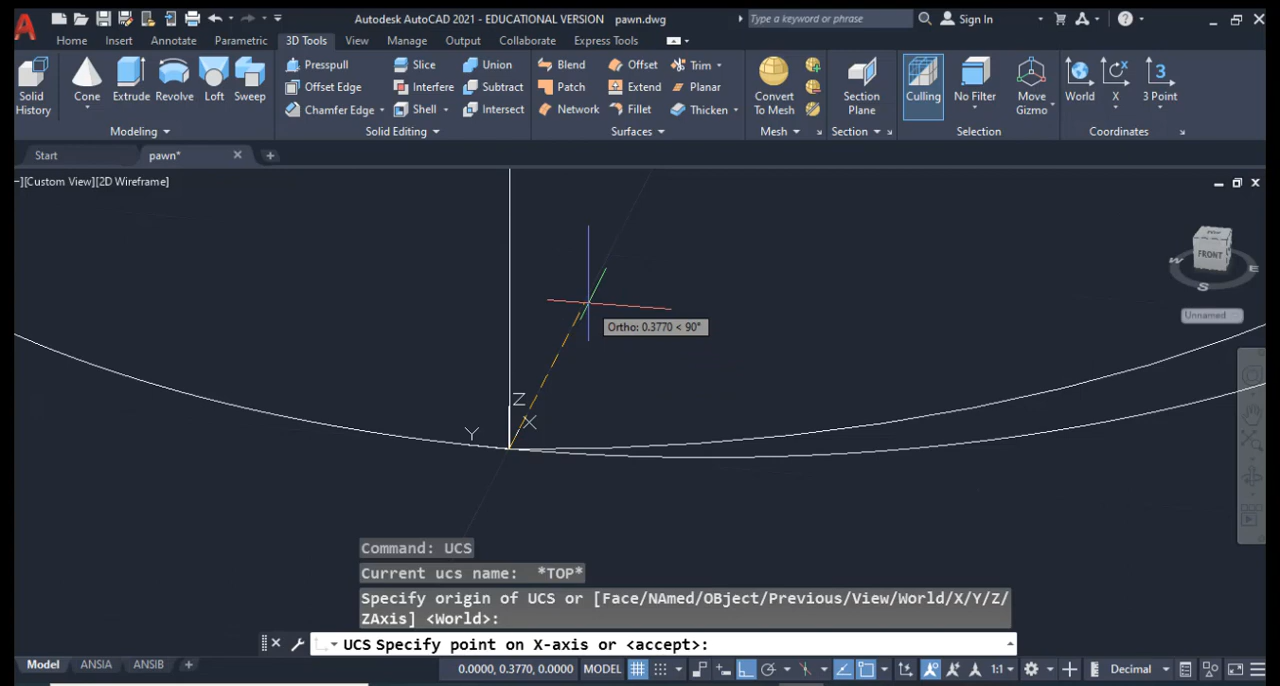 Autodesk AutoCAD 2021 - EDUCATIONAL VERSION pawn.dwg
Type a keyword or phrase
Sign In
Home Insert Annotate Parametric 3D Tools View Manage Output Collaborate Express Tools
Solid History
Cone
Extrude
Revolve
Loft
Sweep
Presspull
Offset Edge
Chamfer Edge
Slice
Interfere
Shell
Union
Subtract
Intersect
Blend
Patch
Network
Offset
Extend
Fillet
Trim
Planar
Thicken
Convert To Mesh
Section Plane
Culling
No Filter
Move Gizmo
World
X
3 Point
Modeling
Solid Editing
Surfaces
Mesh
Section
Selection
Coordinates
Start
pawn*
−][Custom View][2D Wireframe]
TOP
FRONT
W
E
S
Unnamed
Ortho: 0.3770 < 90°
Z
X
Y
Command: UCS
Current ucs name: *TOP*
Specify origin of UCS or [Face/NAmed/OBject/Previous/View/World/X/Y/Z/
ZAxis] <World>:
UCS Specify point on X-axis or <accept>:
Model ANSIA ANSIB
0.0000, 0.3770, 0.0000 MODEL
1:1
Decimal